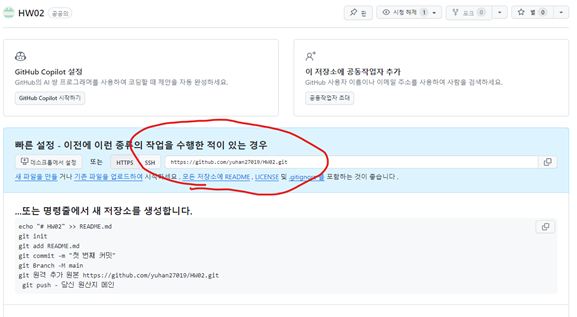 HW02 공공의
핀 시청 해제 1 포크 0 별 0
GitHub Copilot 설정
GitHub의 AI 쌍 프로그래머를 사용하여 코딩할 때 제안을 자동 완성하세요.
GitHub Copilot 시작하기
이 저장소에 공동작업자 추가
GitHub 사용자 이름이나 이메일 주소를 사용하여 사람을 검색하세요.
공동작업자 초대
빠른 설정 - 이전에 이런 종류의 작업을 수행한 적이 있는 경우
데스크톱에서 설정 또는 HTTPS SSH https://github.com/yuhan27019/HW02.git
새 파일을 만들 거나 기존 파일을 업로드하여 시작하세요 . 모든 저장소에 README , LICENSE 및 .gitignore 를 포함하는 것이 좋습니다 .
...또는 명령줄에서 새 저장소를 생성합니다.
echo "# HW02" >> README.md
git init
git add README.md
git commit -m "첫 번째 커밋"
git Branch -M main
git 원격 추가 원본 https://github.com/yuhan27019/HW02.git
git push - 당신 원산지 메인